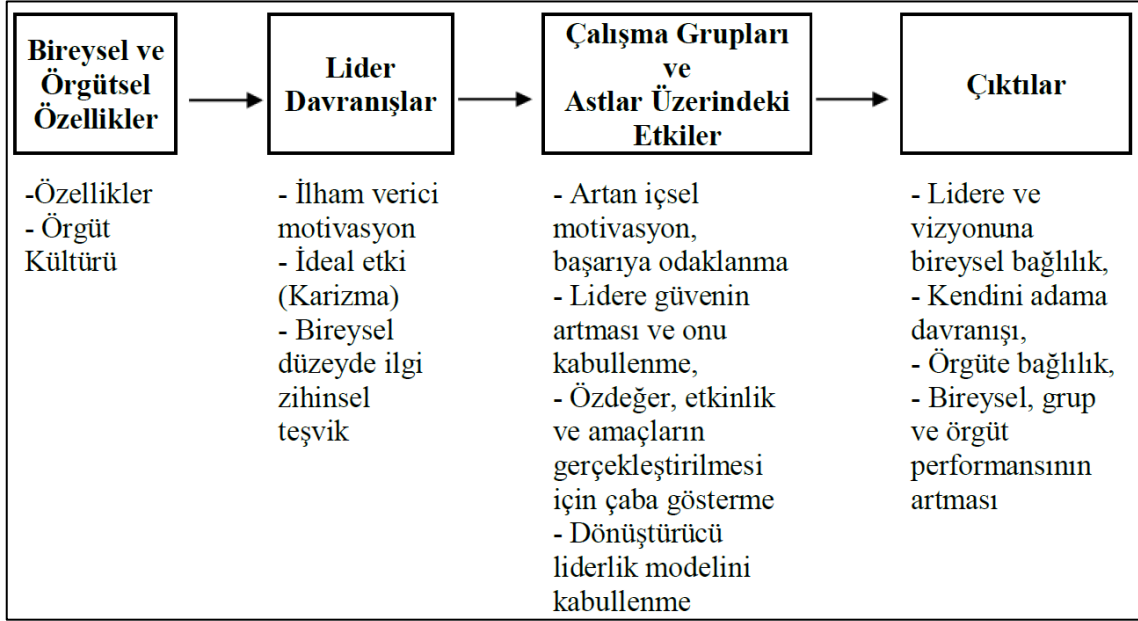 Bireysel ve
Örgütsel
Özellikler
Lider
Davranışlar
Çalışma Grupları
ve
Astlar Üzerindeki
Etkiler
Çıktılar
-Özellikler
- Örgüt
Kültürü
- İlham verici
motivasyon
- İdeal etki
(Karizma)
- Bireysel
düzeyde ilgi
zihinsel
teşvik
- Artan içsel
motivasyon,
başarıya odaklanma
- Lidere güvenin
artması ve onu
kabullenme,
- Özdeğer, etkinlik
ve amaçların
gerçekleştirilmesi
için çaba gösterme
- Dönüştürücü
liderlik modelini
kabullenme
- Lidere ve
vizyonuna
bireysel bağlılık,
- Kendini adama
davranışı,
- Örgüte bağlılık,
- Bireysel, grup
ve örgüt
performansının
artması